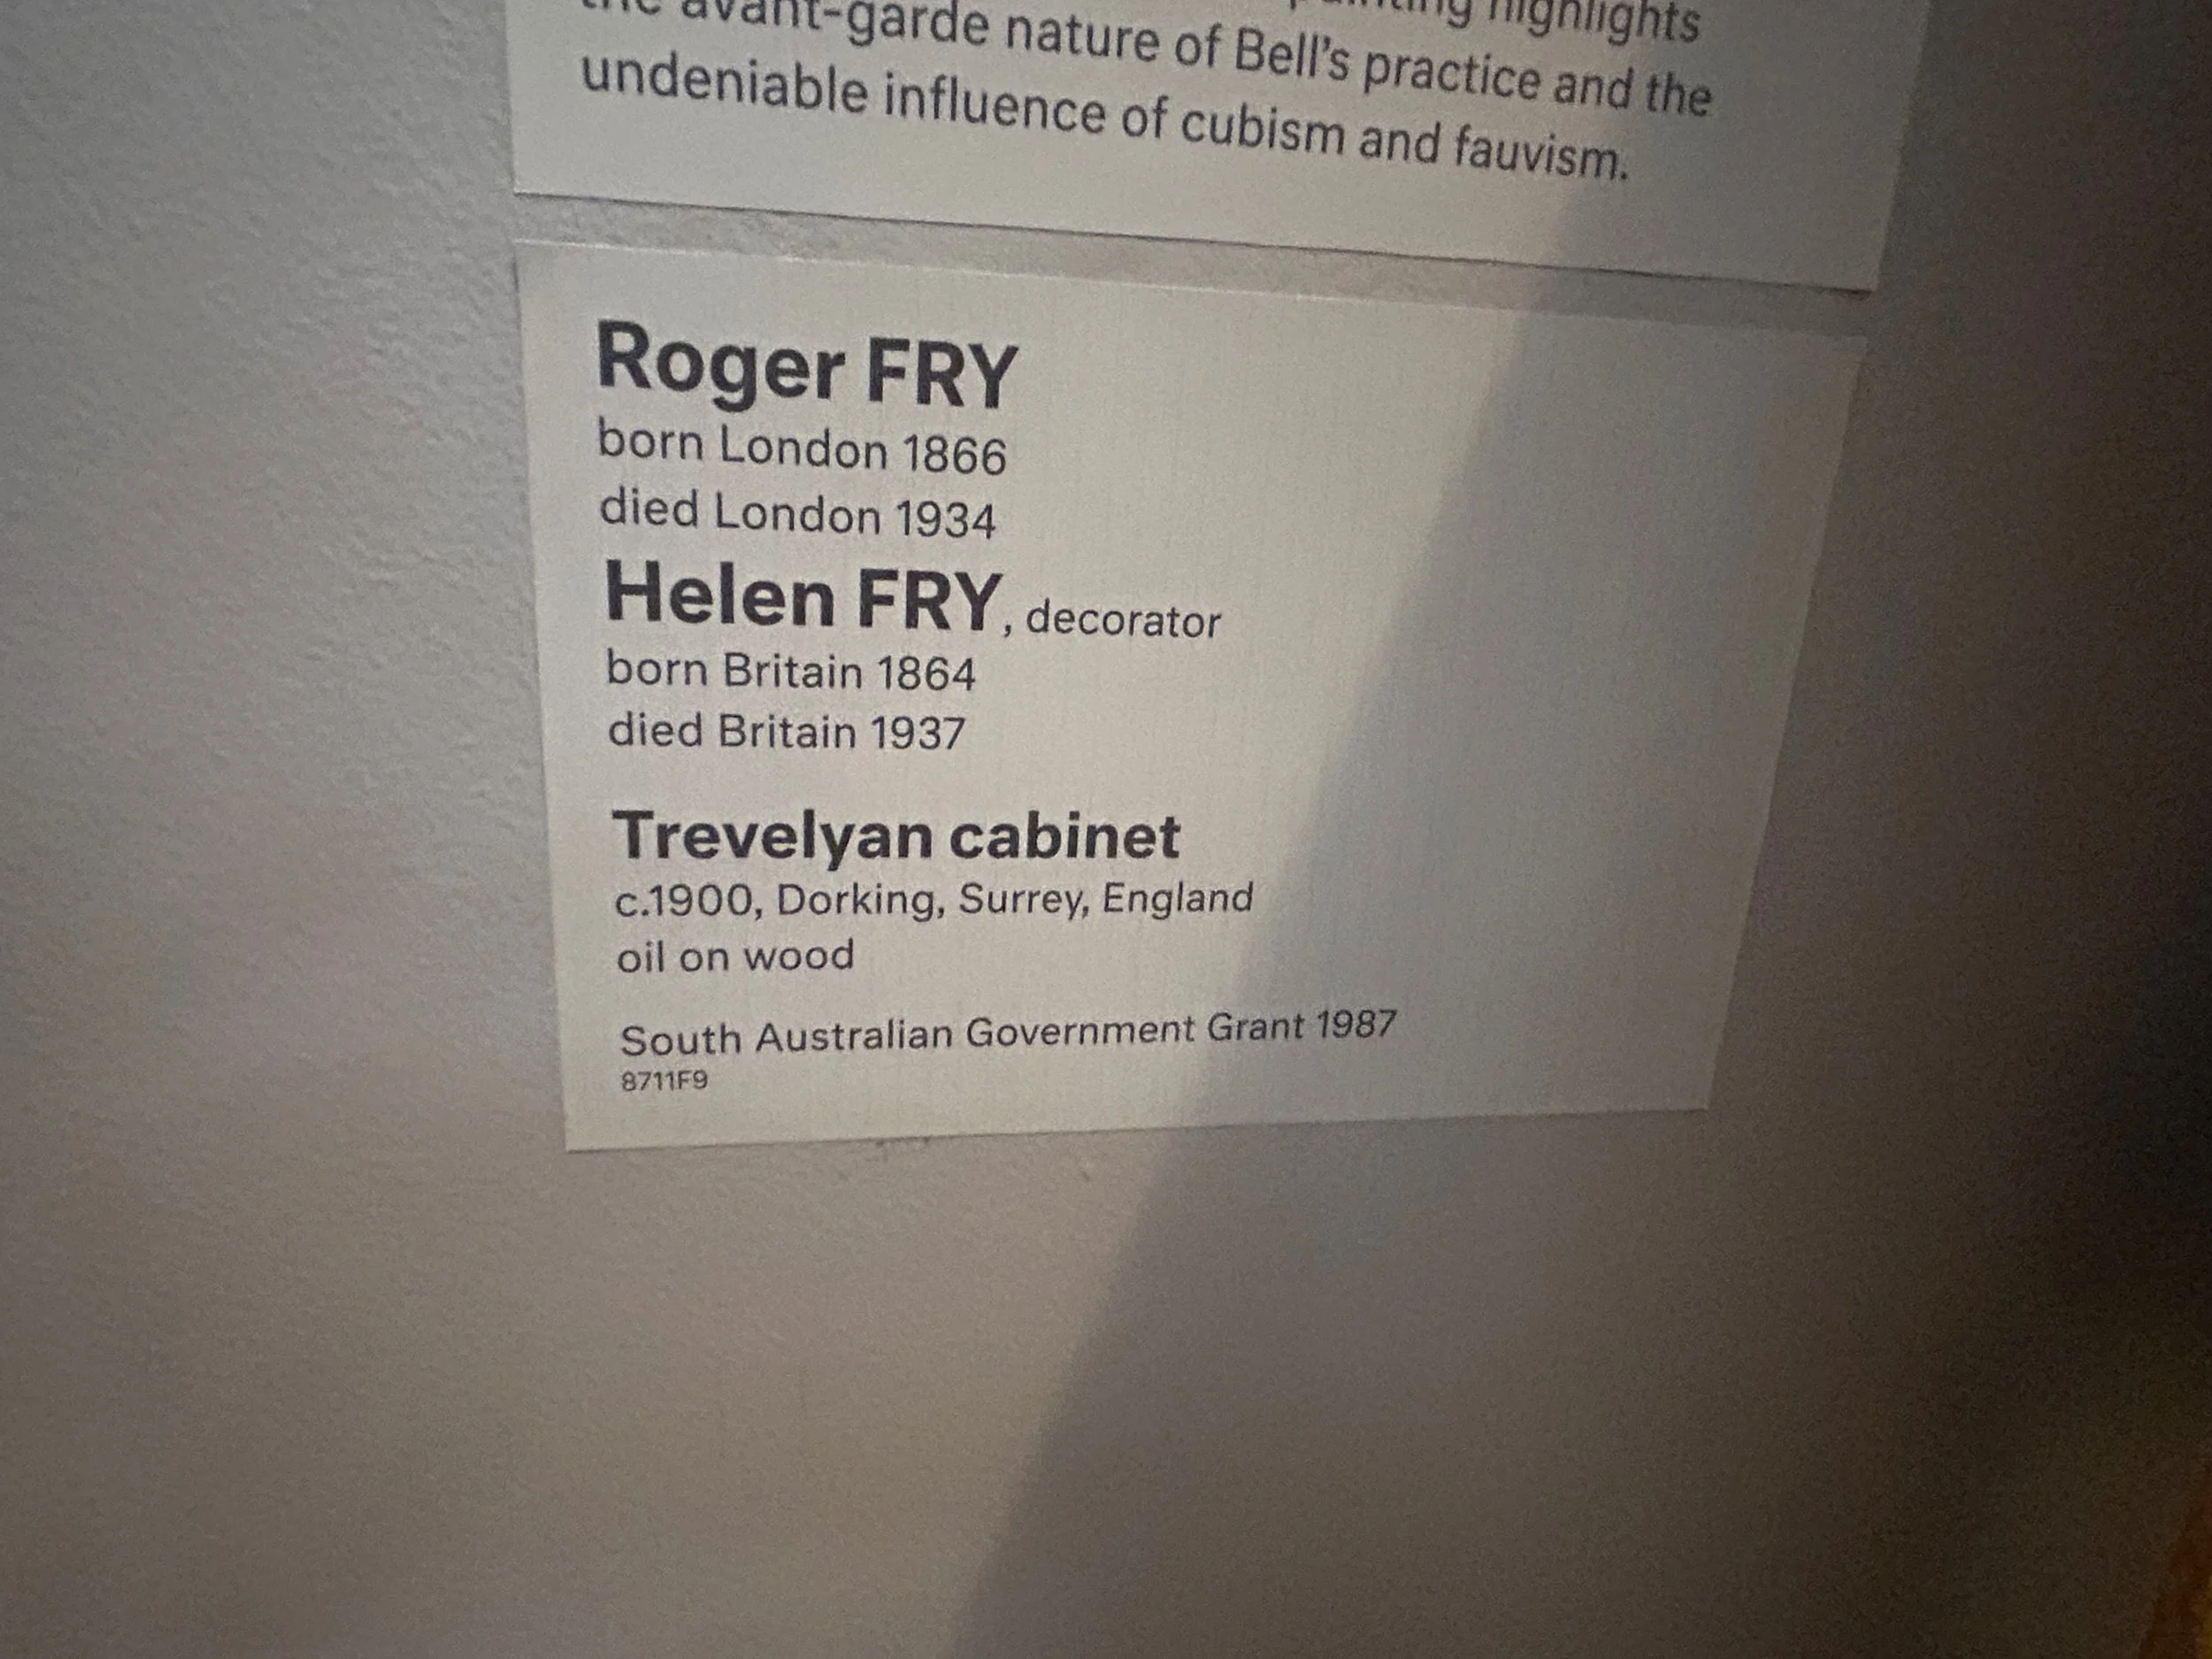 the avant-garde nature of Bell's practice and the
undeniable influence of cubism and fauvism.
Roger FRY
born London 1866
died London 1934
Helen FRY, decorator
born Britain 1864
died Britain 1937
Trevelyan cabinet
c.1900, Dorking, Surrey, England
oil on wood
South Australian Government Grant 1987
8711F9